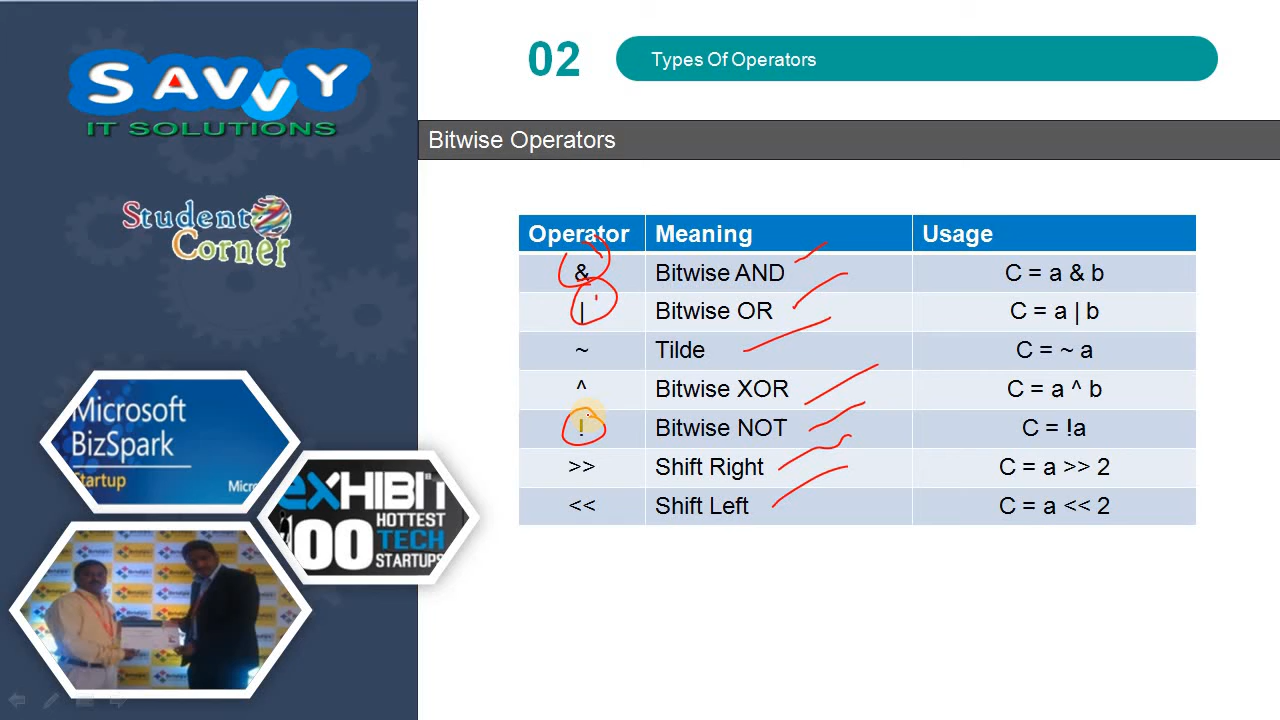 SAVVY
IT SOLUTIONS
Student
Corner
Microsoft
BizSpark
Startup
Micros
eXHIBIT
100 HOTTEST
TECH
STARTUPS
02 Types Of Operators
Bitwise Operators
Operator Meaning Usage
& Bitwise AND C = a & b
| Bitwise OR C = a | b
~ Tilde C = ~ a
^ Bitwise XOR C = a ^ b
! Bitwise NOT C = !a
>> Shift Right C = a >> 2
<< Shift Left C = a << 2